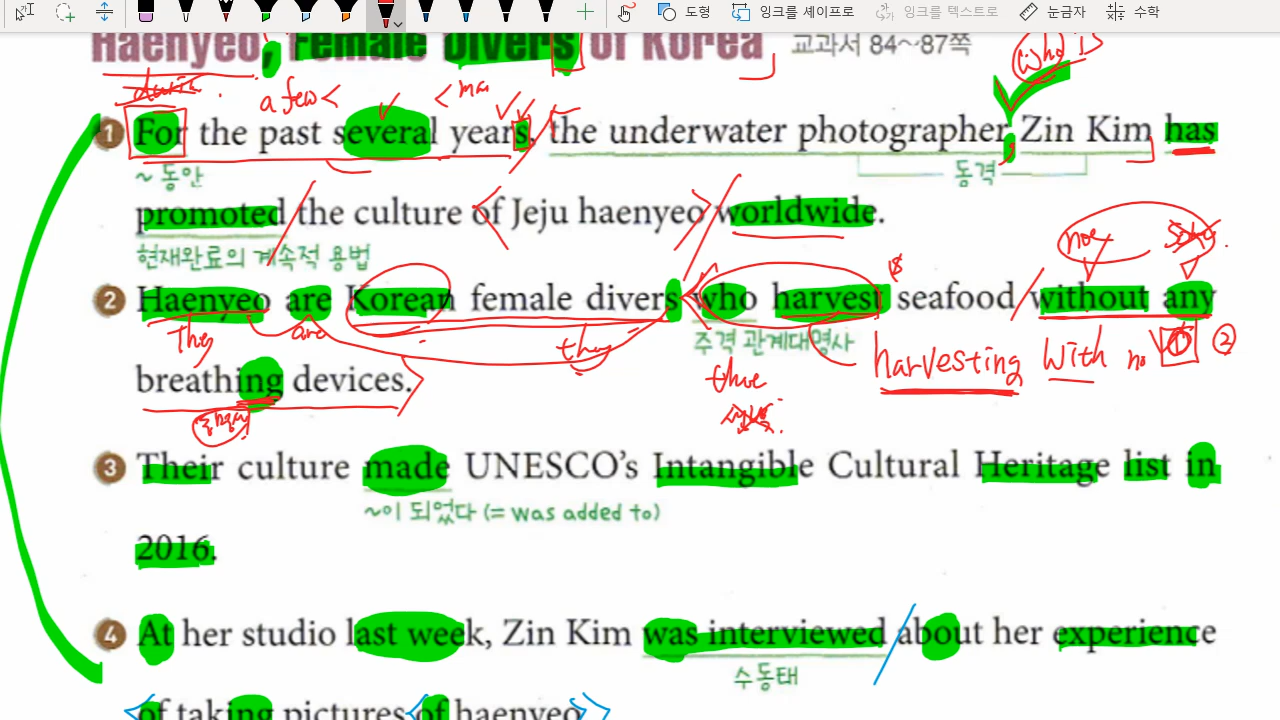 도형 잉크를 셰이프로 잉크를 텍스트로 눈금자 수학
Haenyeo, Female Divers of Korea 교과서 84~87쪽
(who is
a few <
1 For the past several years, the underwater photographer, Zin Kim has
~ 동안 동격
promoted the culture of Jeju haenyeo worldwide.
현재완료의 계속적 용법
2 Haenyeo are Korean female divers who harvest seafood without any
They are they 주격 관계대명사 harvesting with no ① ②
breathing devices.
3 Their culture made UNESCO's Intangible Cultural Heritage list in
~이 되었다 (= was added to)
2016.
4 At her studio last week, Zin Kim was interviewed about her experience
수동태
of taking pictures of haenyeo